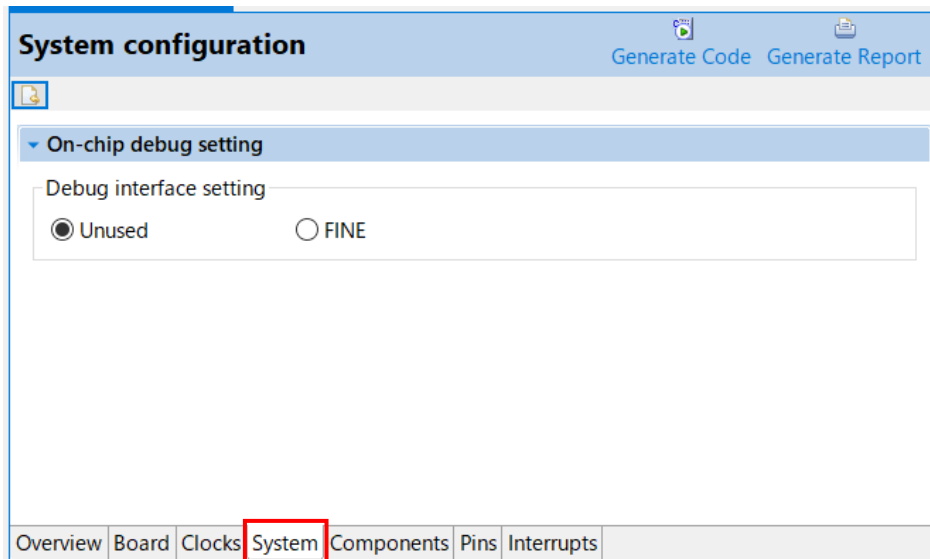 System configuration
Generate Code Generate Report
On-chip debug setting
Debug interface setting
Unused FINE
Overview Board Clocks System Components Pins Interrupts